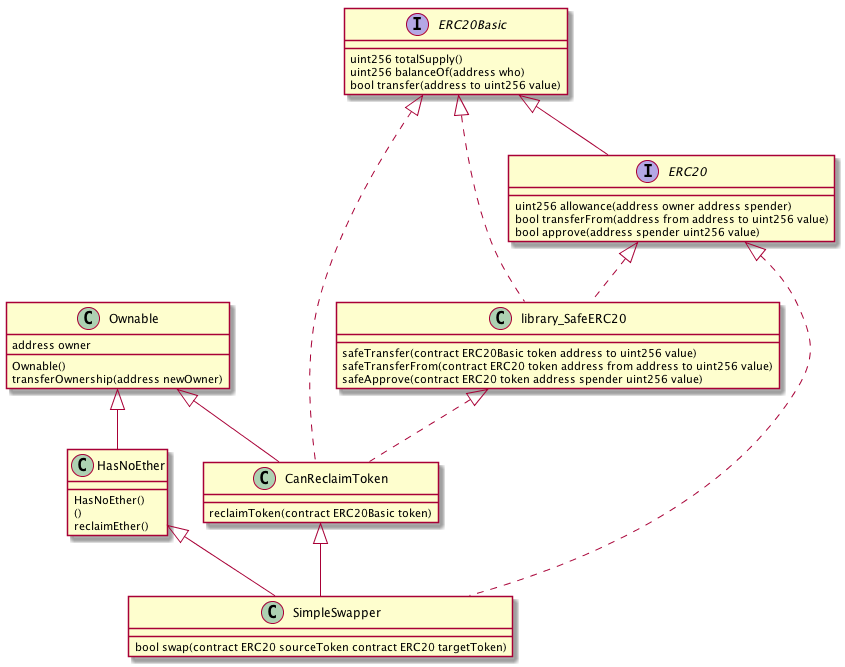 I ERC20Basic
uint256 totalSupply()
uint256 balanceOf(address who)
bool transfer(address to uint256 value)
I ERC20
uint256 allowance(address owner address spender)
bool transferFrom(address from address to uint256 value)
bool approve(address spender uint256 value)
C Ownable
address owner
Ownable()
transferOwnership(address newOwner)
C library_SafeERC20
safeTransfer(contract ERC20Basic token address to uint256 value)
safeTransferFrom(contract ERC20 token address from address to uint256 value)
safeApprove(contract ERC20 token address spender uint256 value)
C HasNoEther
HasNoEther()
()
reclaimEther()
C CanReclaimToken
reclaimToken(contract ERC20Basic token)
C SimpleSwapper
bool swap(contract ERC20 sourceToken contract ERC20 targetToken)